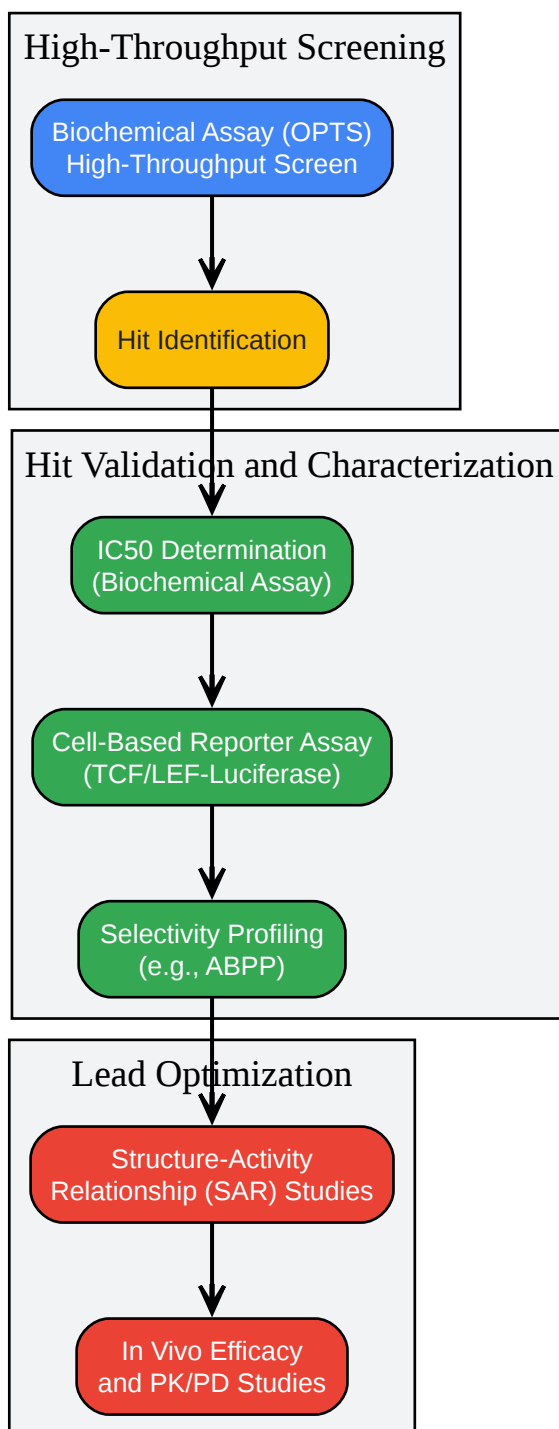 High-Throughput Screening
Biochemical Assay (OPTS)
High-Throughput Screen
Hit Identification
Hit Validation and Characterization
IC50 Determination
(Biochemical Assay)
Cell-Based Reporter Assay
(TCF/LEF-Luciferase)
Selectivity Profiling
(e.g., ABPP)
Lead Optimization
Structure-Activity
Relationship (SAR) Studies
In Vivo Efficacy
and PK/PD Studies